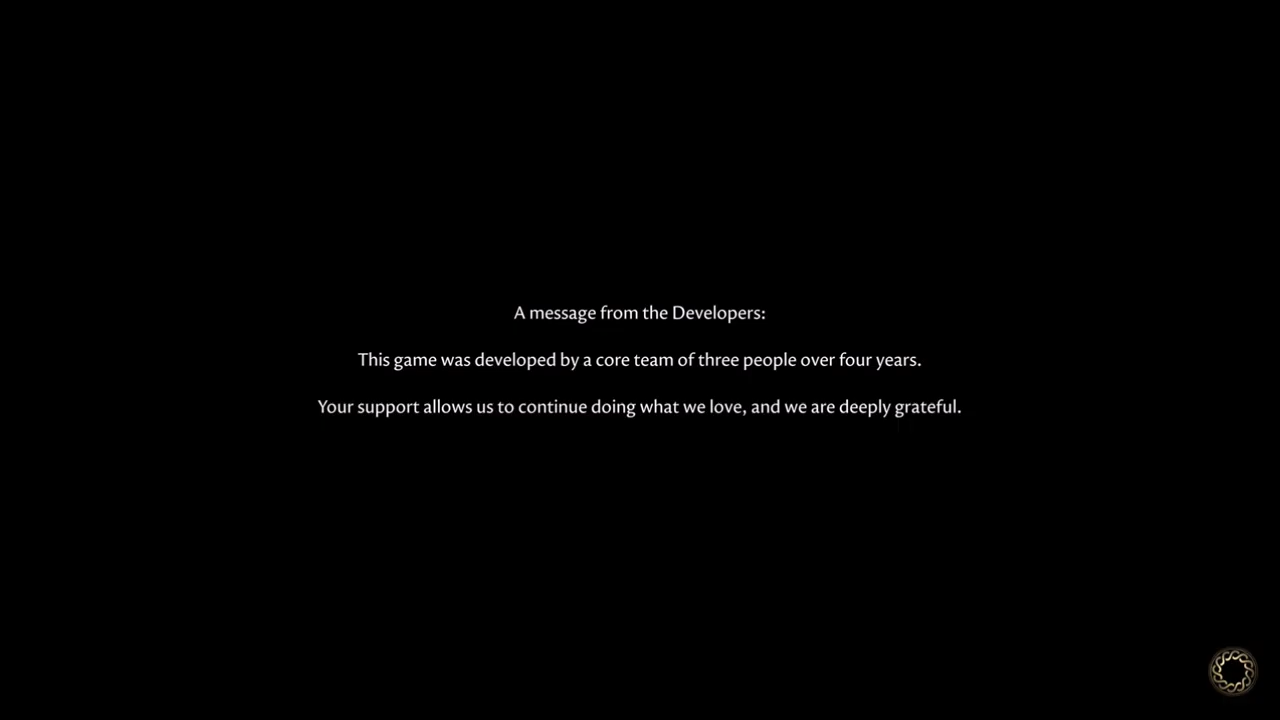 A message from the Developers:
This game was developed by a core team of three people over four years.
Your support allows us to continue doing what we love, and we are deeply grateful.